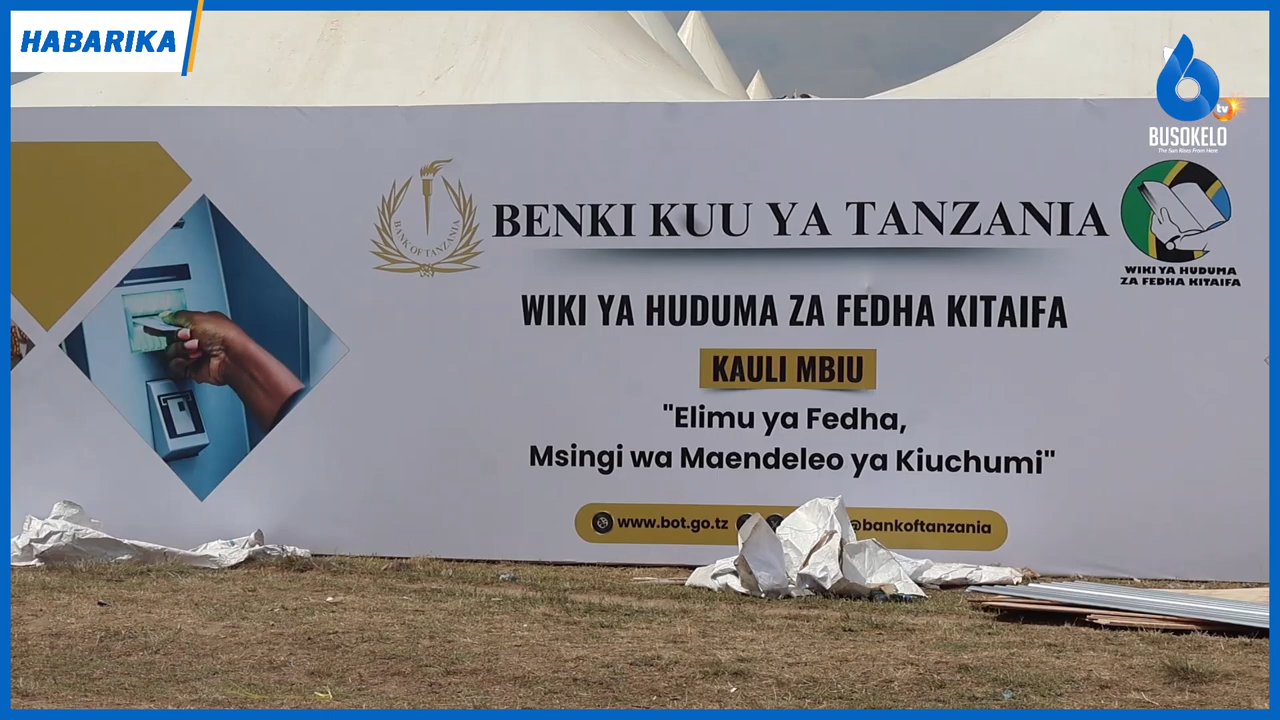 HABARIKA
tv
BUSOKELO
The Sun Rises From Here
BANK OF TANZANIA
BENKI KUU YA TANZANIA
WIKI YA HUDUMA
ZA FEDHA KITAIFA
WIKI YA HUDUMA ZA FEDHA KITAIFA
KAULI MBIU
"Elimu ya Fedha,
Msingi wa Maendeleo ya Kiuchumi"
www.bot.go.tz @bankoftanzania